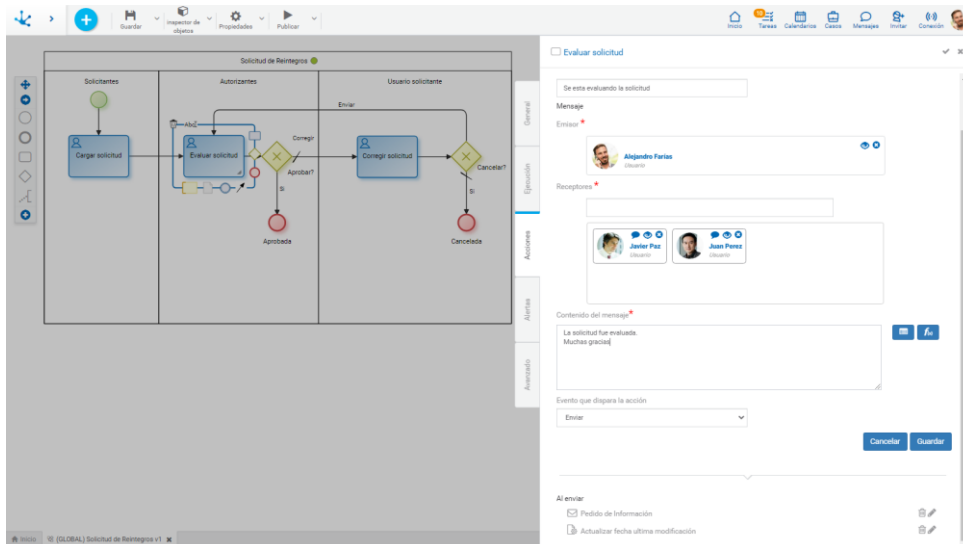 Guardar
inspector de
objetos
Propiedades
Publicar
Inicio
Tareas
Calendarios
Casos
Mensajes
Invitar
Conexión
Solicitud de Reintegros
Solicitantes
Autorizantes
Usuario solicitante
Enviar
Abc
Corregir
Cargar solicitud
Evaluar solicitud
Corregir solicitud
Aprobar?
Cancelar?
Si
Si
Aprobada
Cancelada
General
Ejecución
Acciones
Alertas
Avanzado
Evaluar solicitud
Se esta evaluando la solicitud
Mensaje
Emisor *
Alejandro Farías
Usuario
Receptores *
Javier Paz
Usuario
Juan Perez
Usuario
Contenido del mensaje*
La solicitud fue evaluada.
Muchas gracias
Evento que dispara la acción
Enviar
Cancelar
Guardar
Al enviar
Pedido de Información
Actualizar fecha ultima modificación
Inicio
(GLOBAL) Solicitud de Reintegros v1